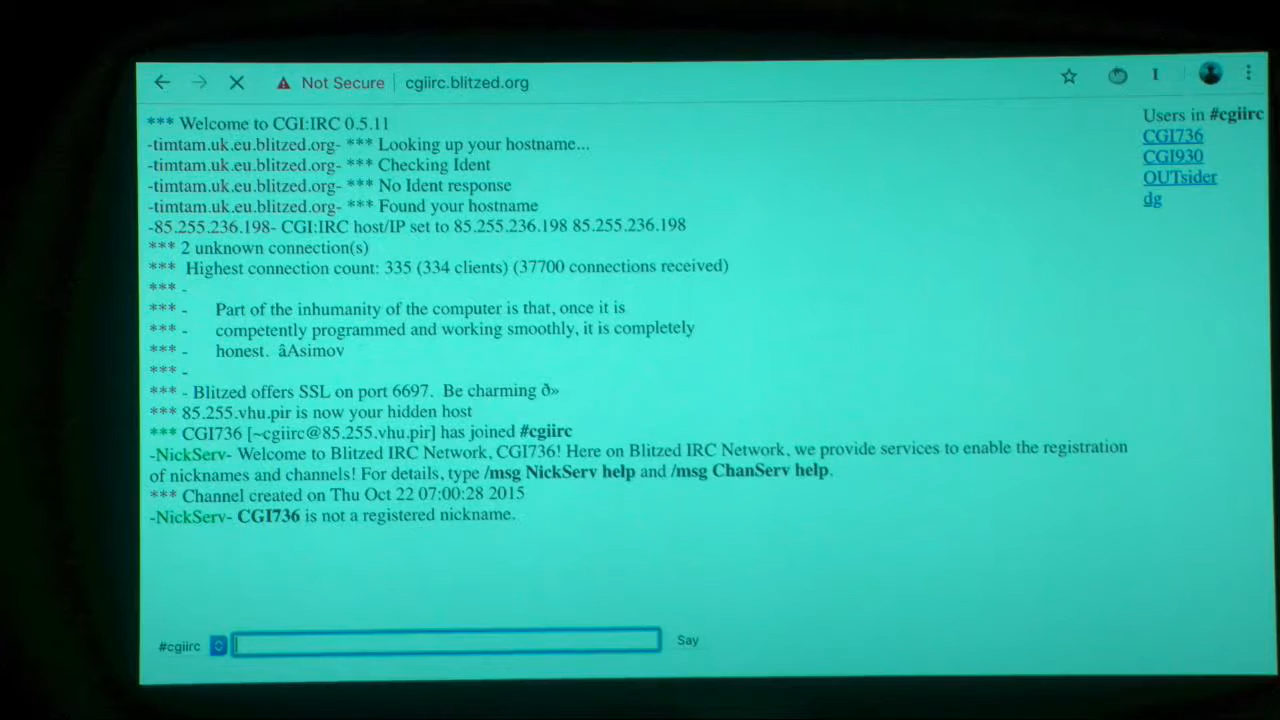 Not Secure | cgiirc.blitzed.org
*** Welcome to CGI:IRC 0.5.11
-timtam.uk.eu.blitzed.org- *** Looking up your hostname...
-timtam.uk.eu.blitzed.org- *** Checking Ident
-timtam.uk.eu.blitzed.org- *** No Ident response
-timtam.uk.eu.blitzed.org- *** Found your hostname
-85.255.236.198- CGI:IRC host/IP set to 85.255.236.198 85.255.236.198
*** 2 unknown connection(s)
*** Highest connection count: 335 (334 clients) (37700 connections received)
*** -
*** - Part of the inhumanity of the computer is that, once it is
*** - competently programmed and working smoothly, it is completely
*** - honest. âAsimov
*** -
*** - Blitzed offers SSL on port 6697. Be charming ð»
*** 85.255.vhu.pir is now your hidden host
*** CGI736 [~cgiirc@85.255.vhu.pir] has joined #cgiirc
-NickServ- Welcome to Blitzed IRC Network, CGI736! Here on Blitzed IRC Network, we provide services to enable the registration
of nicknames and channels! For details, type /msg NickServ help and /msg ChanServ help.
*** Channel created on Thu Oct 22 07:00:28 2015
-NickServ- CGI736 is not a registered nickname.
Users in #cgiirc
CGI736
CGI930
OUTsider
dg
#cgiirc
Say